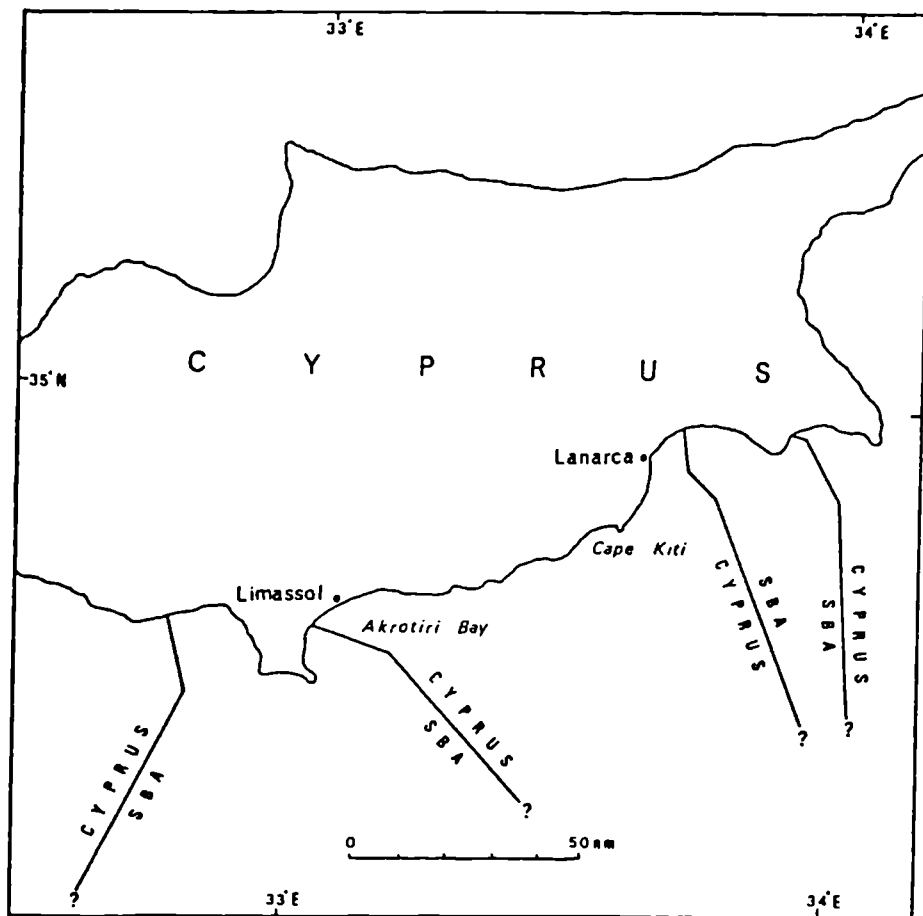 33°E 34°E
C Y P R U S
35°N
Lanarca
Cape Kiti
Limassol
Akrotiri Bay
CYPRUS
SBA
CYPRUS
SBA
SBA
CYPRUS
CYPRUS
SBA
? ? ? ?
0 50 nm
33°E 34°E